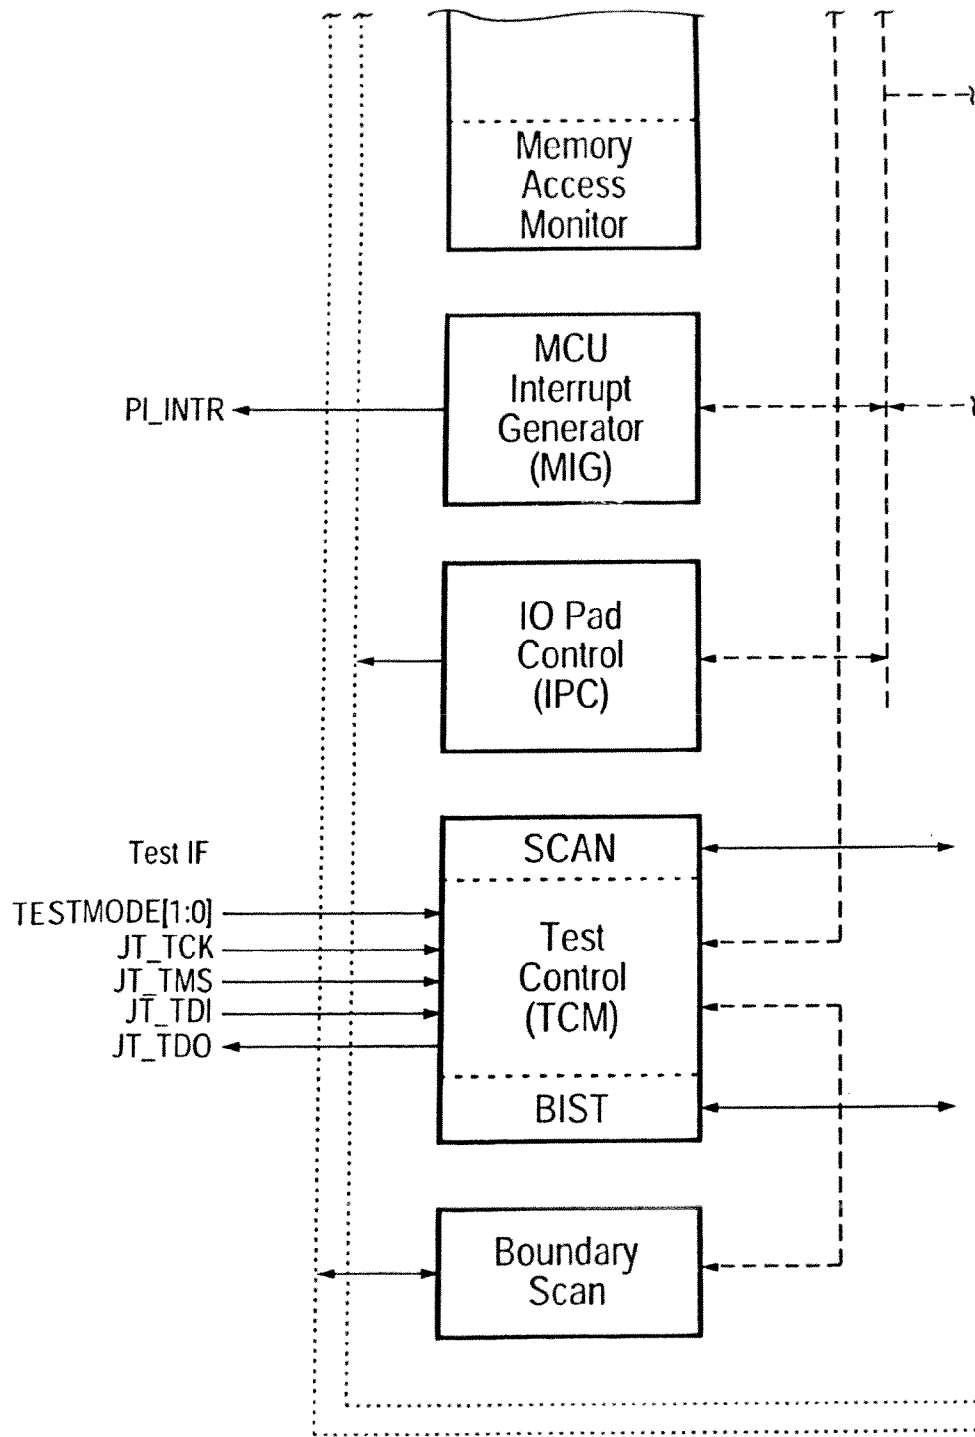 Memory
Access
Monitor
MCU
Interrupt
Generator
(MIG)
PI_INTR
IO Pad
Control
(IPC)
Test IF
SCAN
TESTMODE[1:0]
JT_TCK
JT_TMS
JT_TDI
JT_TDO
Test
Control
(TCM)
BIST
Boundary
Scan